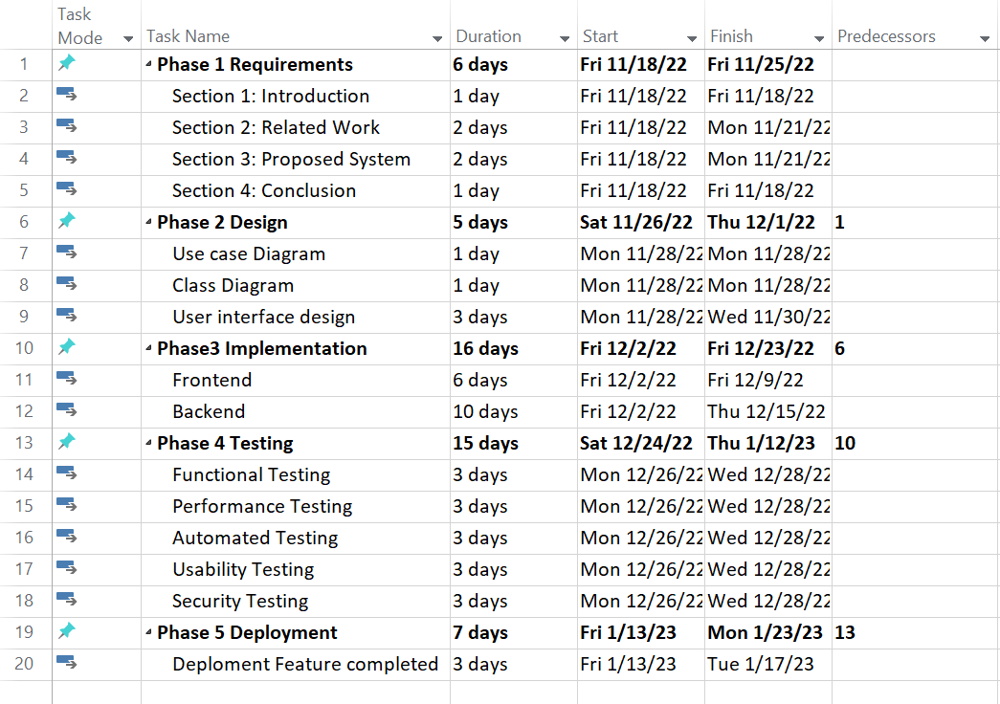 Task Mode Task Name Duration Start Finish Predecessors
1 Phase 1 Requirements 6 days Fri 11/18/22 Fri 11/25/22
2 Section 1: Introduction 1 day Fri 11/18/22 Fri 11/18/22
3 Section 2: Related Work 2 days Fri 11/18/22 Mon 11/21/22
4 Section 3: Proposed System 2 days Fri 11/18/22 Mon 11/21/22
5 Section 4: Conclusion 1 day Fri 11/18/22 Fri 11/18/22
6 Phase 2 Design 5 days Sat 11/26/22 Thu 12/1/22 1
7 Use case Diagram 1 day Mon 11/28/22 Mon 11/28/22
8 Class Diagram 1 day Mon 11/28/22 Mon 11/28/22
9 User interface design 3 days Mon 11/28/22 Wed 11/30/22
10 Phase3 Implementation 16 days Fri 12/2/22 Fri 12/23/22 6
11 Frontend 6 days Fri 12/2/22 Fri 12/9/22
12 Backend 10 days Fri 12/2/22 Thu 12/15/22
13 Phase 4 Testing 15 days Sat 12/24/22 Thu 1/12/23 10
14 Functional Testing 3 days Mon 12/26/22 Wed 12/28/22
15 Performance Testing 3 days Mon 12/26/22 Wed 12/28/22
16 Automated Testing 3 days Mon 12/26/22 Wed 12/28/22
17 Usability Testing 3 days Mon 12/26/22 Wed 12/28/22
18 Security Testing 3 days Mon 12/26/22 Wed 12/28/22
19 Phase 5 Deployment 7 days Fri 1/13/23 Mon 1/23/23 13
20 Deploment Feature completed 3 days Fri 1/13/23 Tue 1/17/23